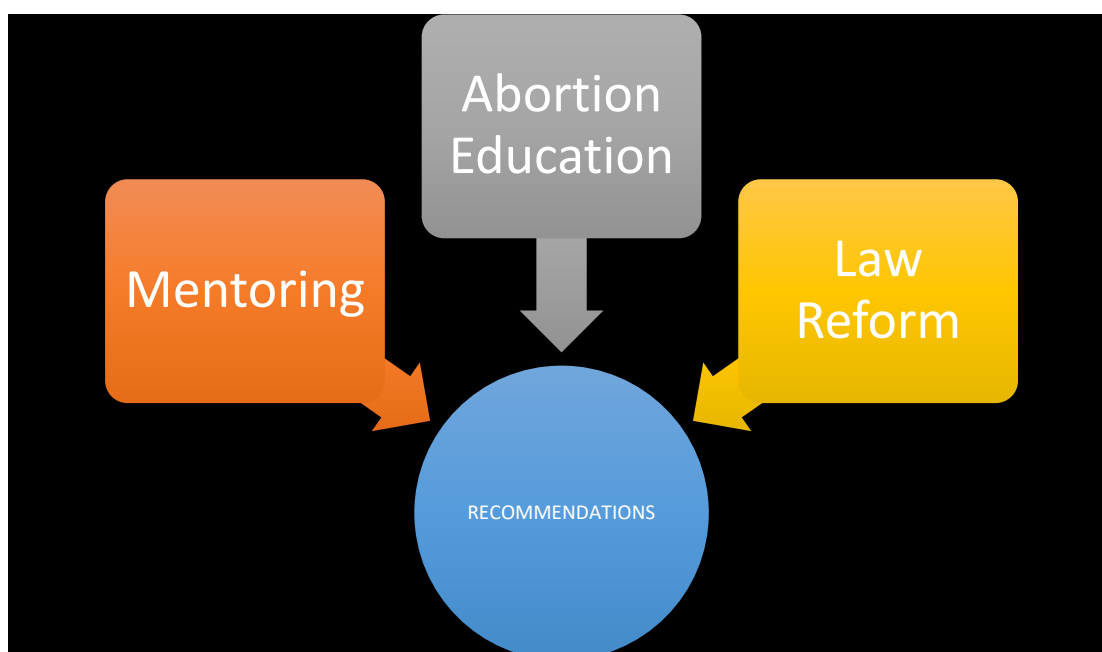 Abortion
Education
Mentoring
Law
Reform
RECOMMENDATIONS